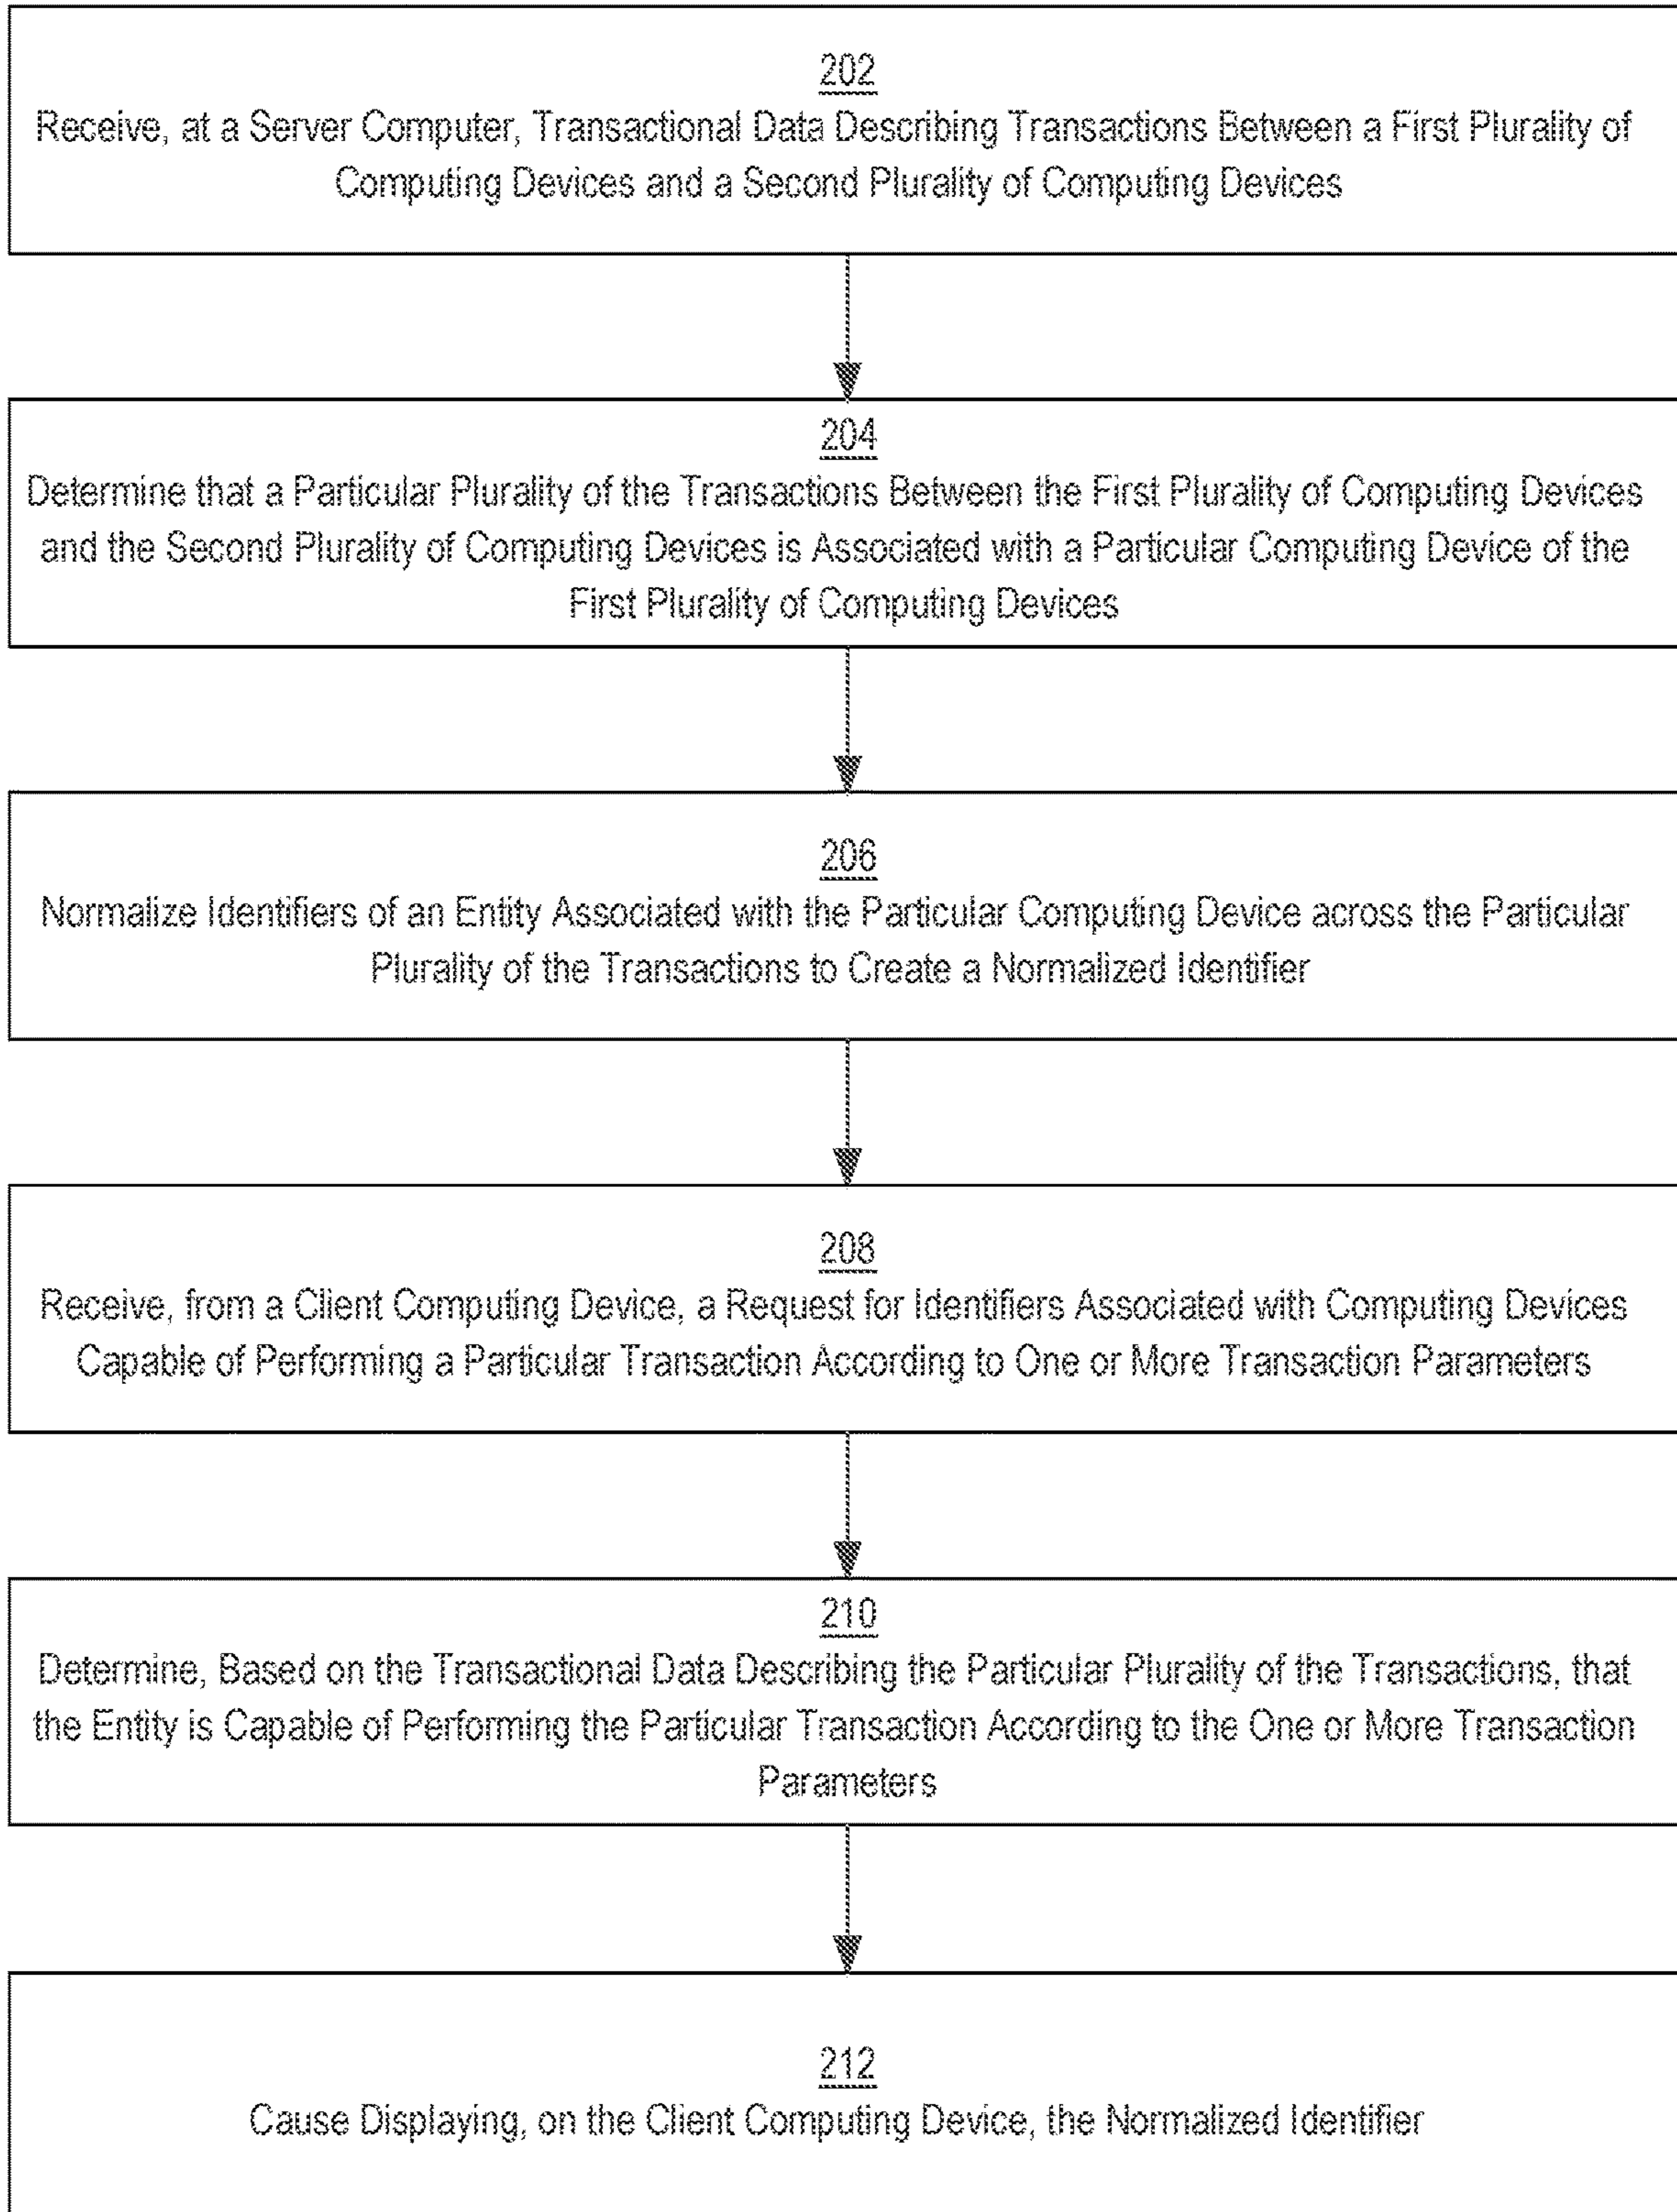 202
Receive, at a Server Computer, Transactional Data Describing Transactions Between a First Plurality of
Computing Devices and a Second Plurality of Computing Devices
204
Determine that a Particular Plurality of the Transactions Between the First Plurality of Computing Devices
and the Second Plurality of Computing Devices is Associated with a Particular Computing Device of the
First Plurality of Computing Devices
206
Normalize Identifiers of an Entity Associated with the Particular Computing Device across the Particular
Plurality of the Transactions to Create a Normalized Identifier
208
Receive, from a Client Computing Device, a Request for Identifiers Associated with Computing Devices
Capable of Performing a Particular Transaction According to One or More Transaction Parameters
210
Determine, Based on the Transactional Data Describing the Particular Plurality of the Transactions, that
the Entity is Capable of Performing the Particular Transaction According to the One or More Transaction
Parameters
212
Cause Displaying, on the Client Computing Device, the Normalized Identifier